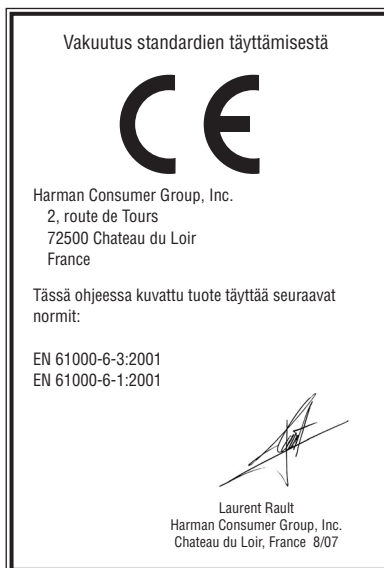 Vakuutus standardien täyttämisestä
CE
Harman Consumer Group, Inc.
2, route de Tours
72500 Chateau du Loir
France
Tässä ohjeessa kuvattu tuote täyttää seuraavat
normit:
EN 61000-6-3:2001
EN 61000-6-1:2001
Laurent Rault
Harman Consumer Group, Inc.
Chateau du Loir, France 8/07